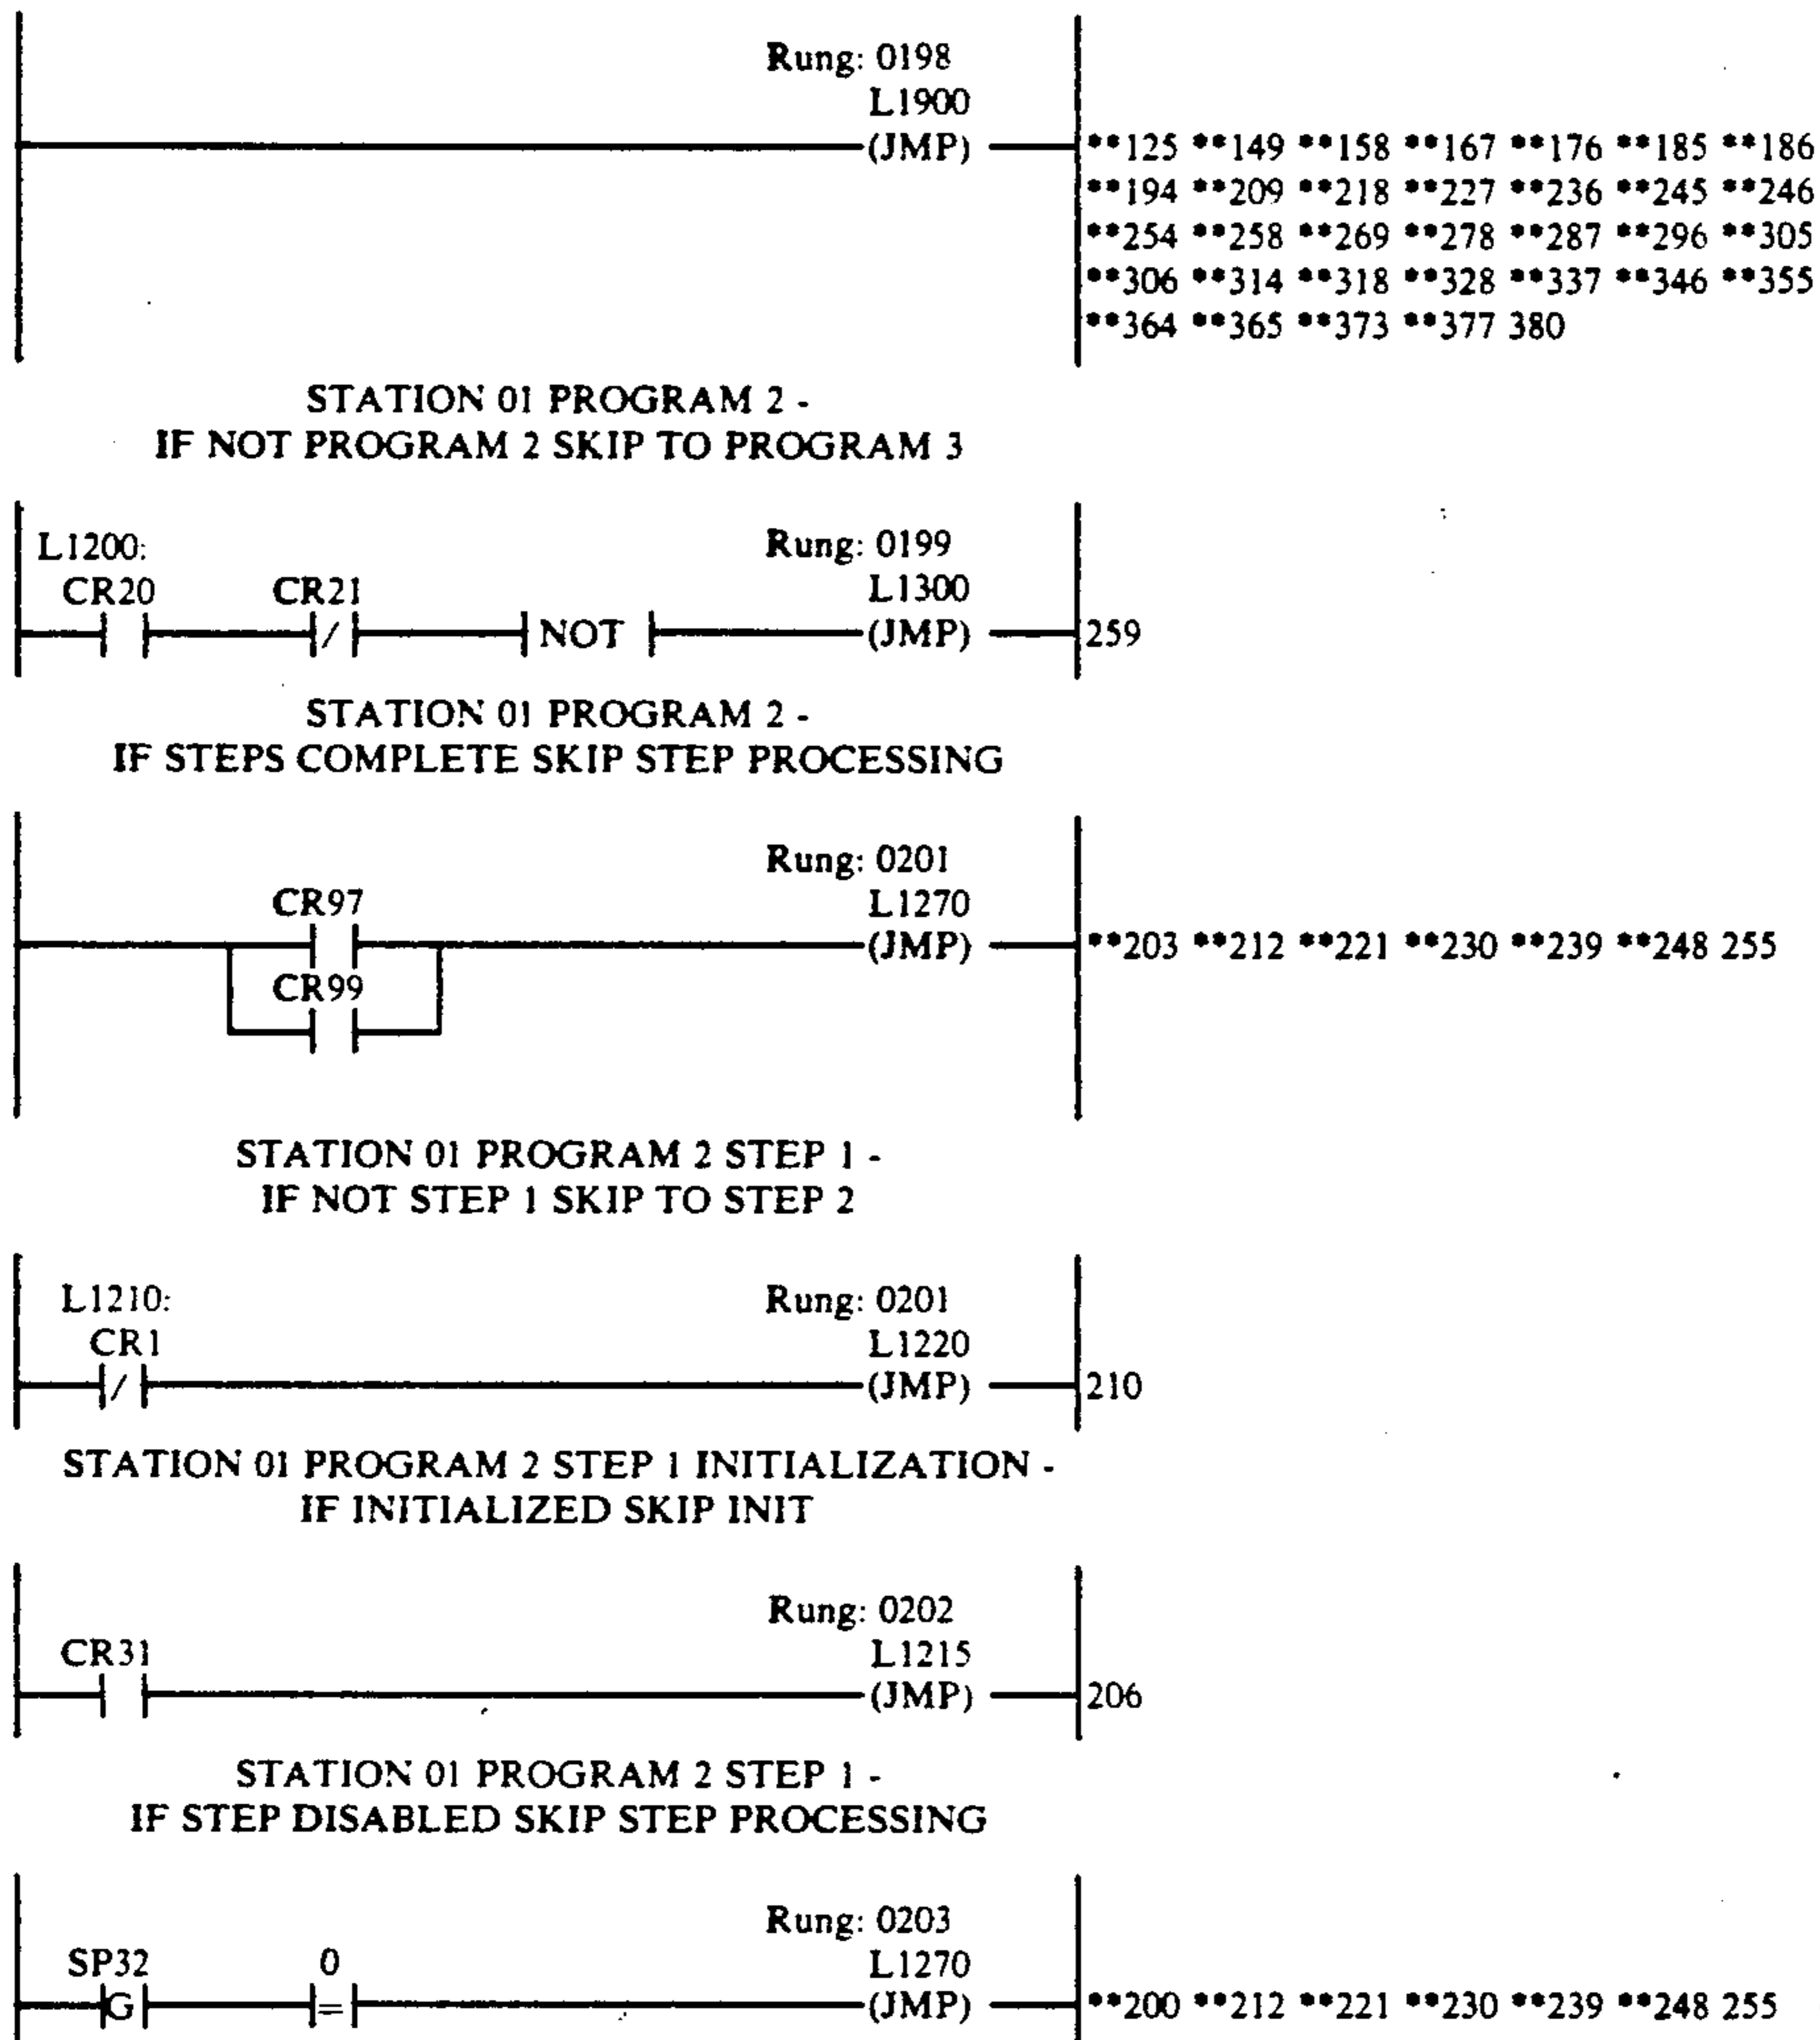 Rung: 0198
L1900
(JMP) **125 **149 **158 **167 **176 **185 **186
**194 **209 **218 **227 **236 **245 **246
**254 **258 **269 **278 **287 **296 **305
**306 **314 **318 **328 **337 **346 **355
**364 **365 **373 **377 380
STATION 01 PROGRAM 2 -
IF NOT PROGRAM 2 SKIP TO PROGRAM 3
L1200: Rung: 0199
CR20 CR21 L1300
/ NOT (JMP) 259
STATION 01 PROGRAM 2 -
IF STEPS COMPLETE SKIP STEP PROCESSING
Rung: 0201
CR97 L1270
(JMP) **203 **212 **221 **230 **239 **248 255
CR99
STATION 01 PROGRAM 2 STEP 1 -
IF NOT STEP 1 SKIP TO STEP 2
L1210: Rung: 0201
CR1 L1220
/ (JMP) 210
STATION 01 PROGRAM 2 STEP 1 INITIALIZATION -
IF INITIALIZED SKIP INIT
Rung: 0202
CR31 L1215
(JMP) 206
STATION 01 PROGRAM 2 STEP 1 -
IF STEP DISABLED SKIP STEP PROCESSING
Rung: 0203
SP32 0 L1270
G = (JMP) **200 **212 **221 **230 **239 **248 255